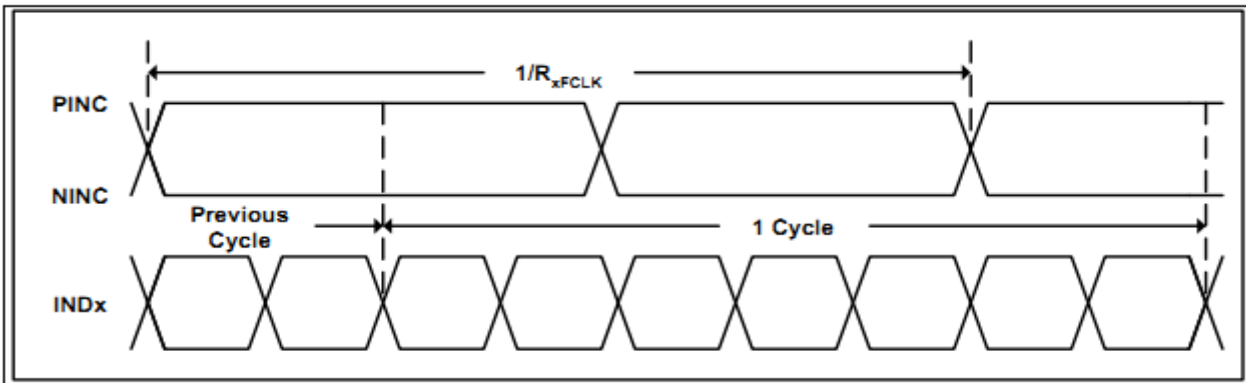 1/RxFCLK
PINC
NINC
Previous
Cycle
1 Cycle
INDx